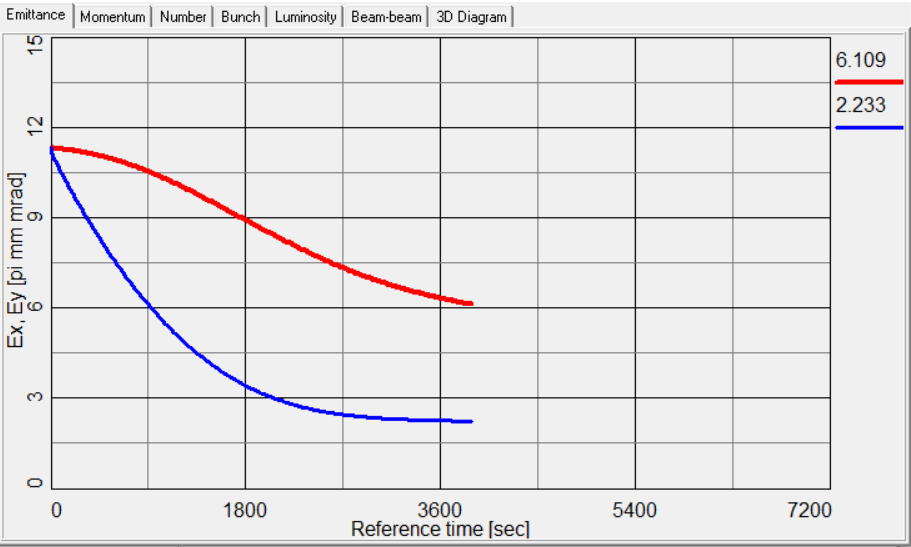 Emittance Momentum Number Bunch Luminosity Beam-beam 3D Diagram
15
12
9
6
3
0
Ex, Ey [pi mm mrad]
6.109
2.233
0 1800 3600 5400 7200
Reference time [sec]